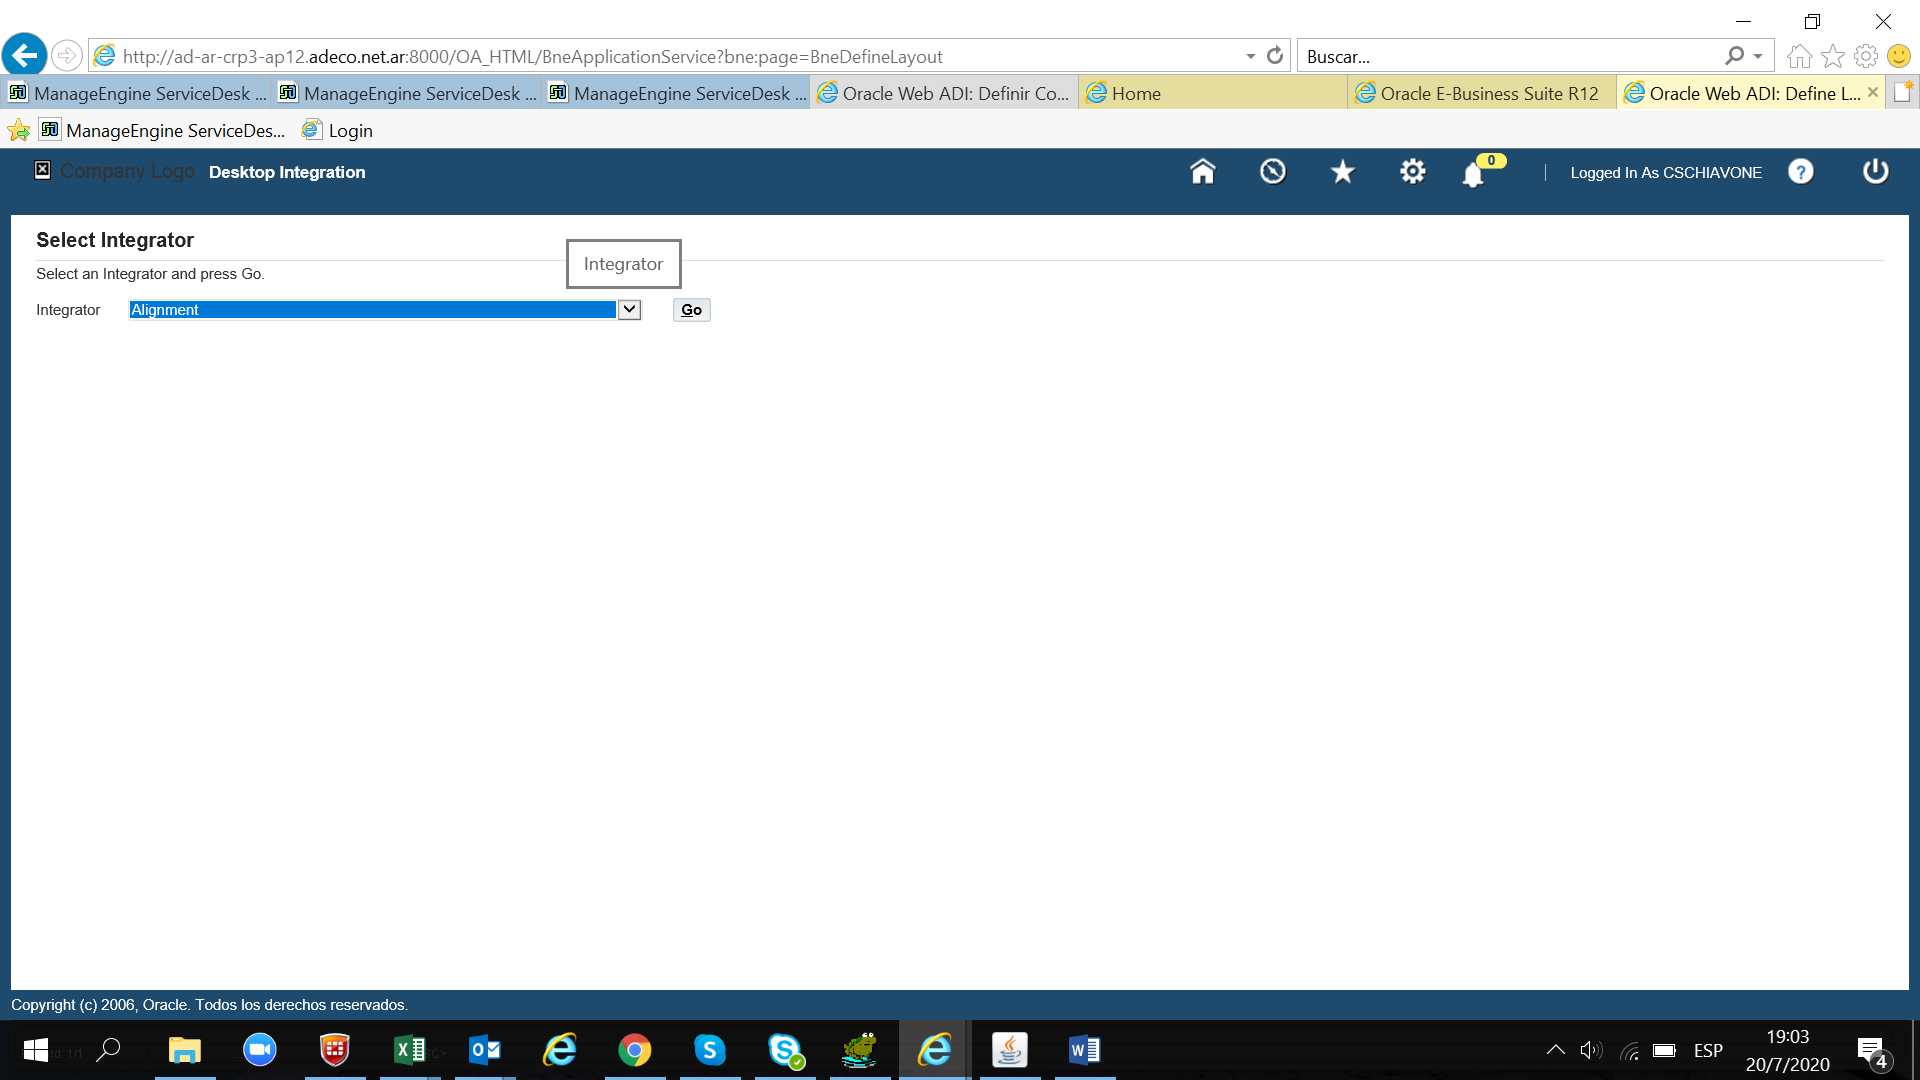 http://ad-ar-crp3-ap12.adeco.net.ar:8000/OA_HTML/BneApplicationService?bne:page=BneDefineLayout
Buscar...
ManageEngine ServiceDesk ...
ManageEngine ServiceDesk ...
ManageEngine ServiceDesk ...
Oracle Web ADI: Definir Co...
Home
Oracle E-Business Suite R12
Oracle Web ADI: Define L...
ManageEngine ServiceDes...
Login
Company Logo
Desktop Integration
0
Logged In As CSCHIAVONE
?
Select Integrator
Integrator
Select an Integrator and press Go.
Integrator
Alignment
Go
Copyright (c) 2006, Oracle. Todos los derechos reservados.
ESP
19:03
20/7/2020
4